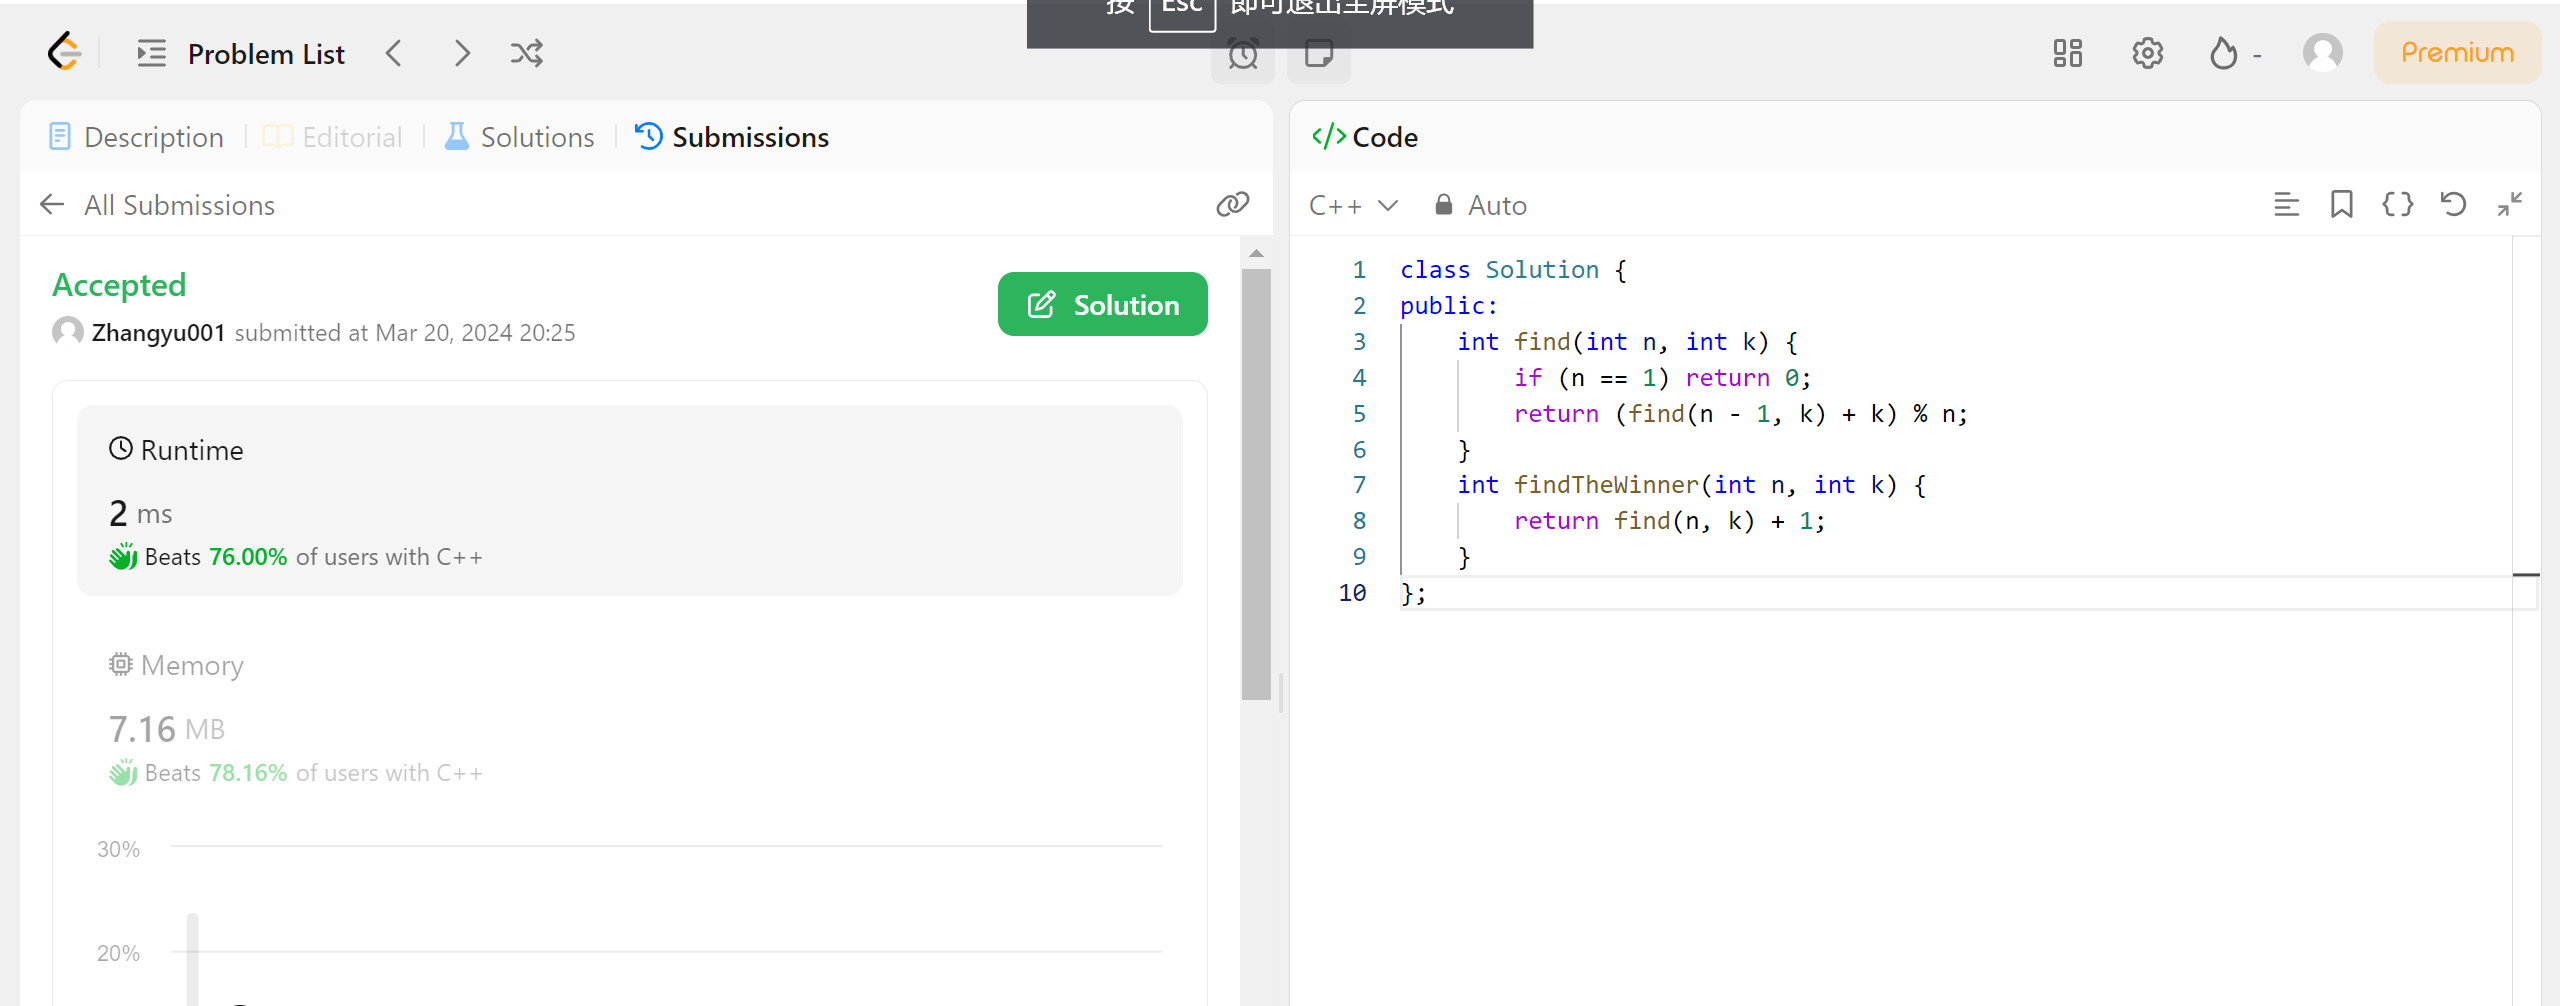 按 Esc 即可退出全屏模式
Problem List
-
Premium
Description
Editorial
Solutions
Submissions
All Submissions
Accepted
Zhangyu001 submitted at Mar 20, 2024 20:25
Solution
Runtime
2 ms
Beats 76.00% of users with C++
Memory
7.16 MB
Beats 78.16% of users with C++
30%
20%
</> Code
C++
Auto
1 class Solution {
2 public:
3     int find(int n, int k) {
4         if (n == 1) return 0;
5         return (find(n - 1, k) + k) % n;
6     }
7     int findTheWinner(int n, int k) {
8         return find(n, k) + 1;
9     }
10 };